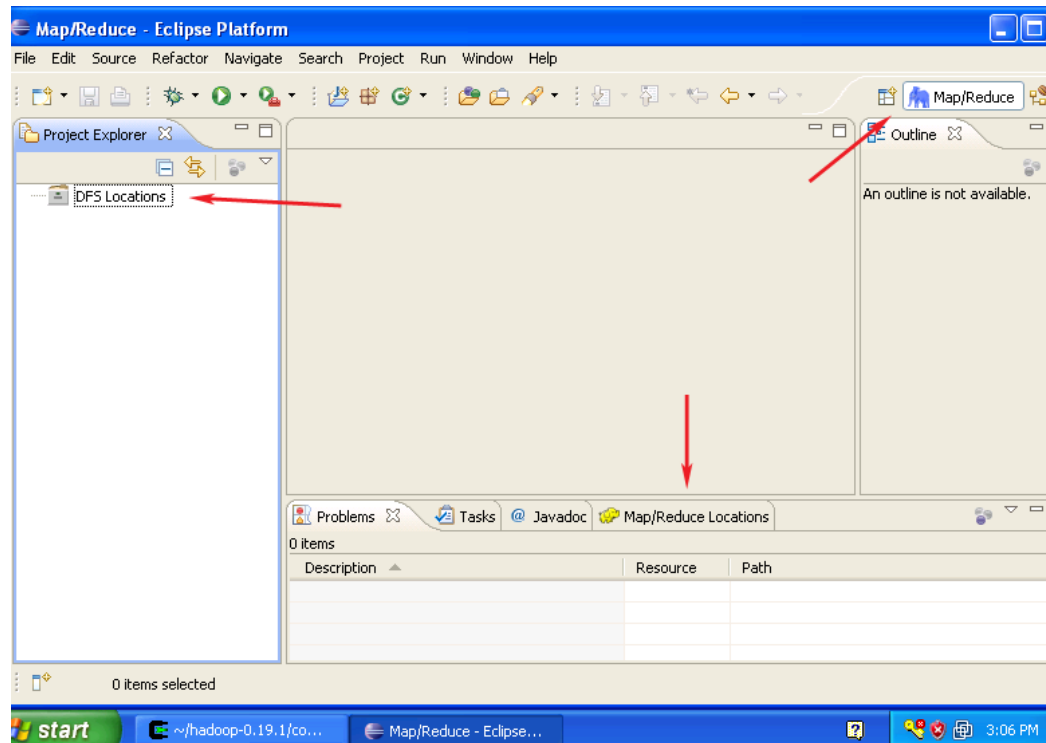 Map/Reduce - Eclipse Platform
File Edit Source Refactor Navigate Search Project Run Window Help
Map/Reduce
Project Explorer
Outline
DFS Locations
An outline is not available.
Problems
Tasks
@ Javadoc
Map/Reduce Locations
0 items
Description
Resource
Path
0 items selected
start
~/hadoop-0.19.1/co...
Map/Reduce - Eclipse...
3:06 PM